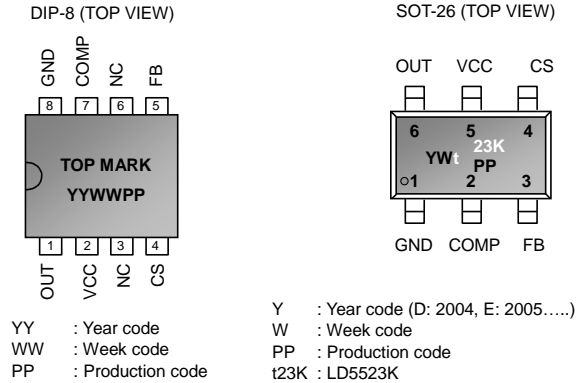 DIP-8 (TOP VIEW)
GND COMP NC FB
8 7 6 5
TOP MARK
YYWWPP
1 2 3 4
OUT VCC NC CS
YY : Year code
WW : Week code
PP : Production code
SOT-26 (TOP VIEW)
OUT VCC CS
6 5 4
YWt 23K
PP
1 2 3
GND COMP FB
Y : Year code (D: 2004, E: 2005.....)
W : Week code
PP : Production code
t23K : LD5523K